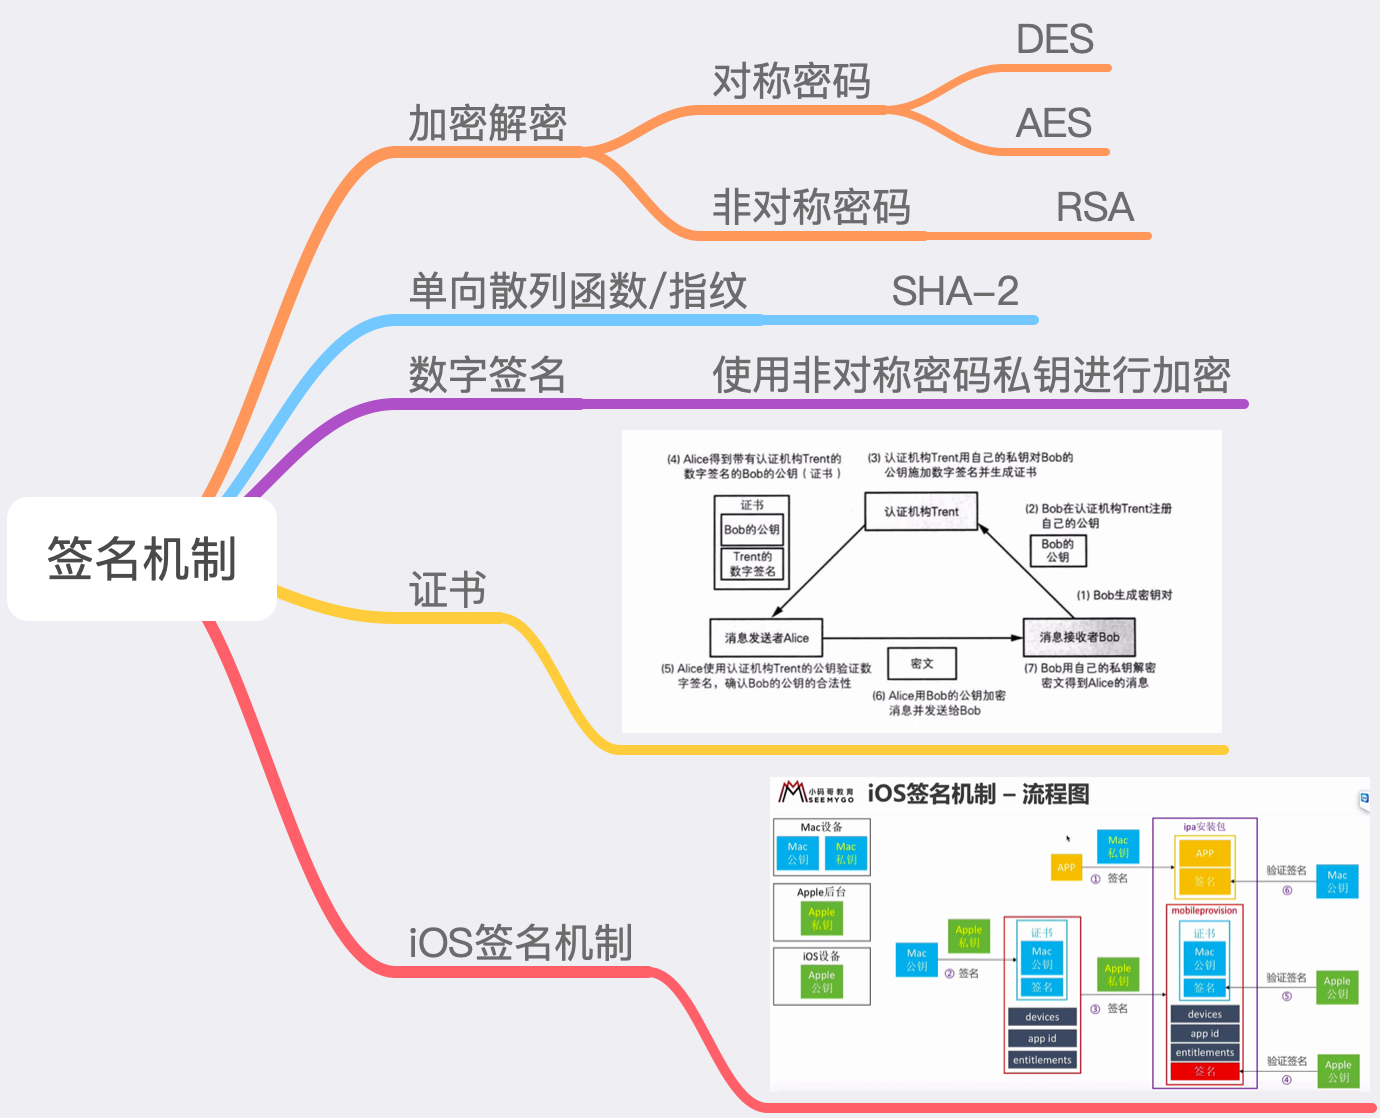 签名机制
加密解密
对称密码
DES
AES
非对称密码
RSA
单向散列函数/指纹
SHA-2
数字签名
使用非对称密码私钥进行加密
证书
(4) Alice得到带有认证机构Trent的
数字签名的Bob的公钥（证书）
(3) 认证机构Trent用自己的私钥对Bob的
公钥施加数字签名并生成证书
证书
Bob的公钥
Trent的
数字签名
认证机构Trent
(2) Bob在认证机构Trent注册
自己的公钥
Bob的
公钥
(1) Bob生成密钥对
消息发送者Alice
消息接收者Bob
密文
(5) Alice使用认证机构Trent的公钥验证数
字签名，确认Bob的公钥的合法性
(6) Alice用Bob的公钥加密
消息并发送给Bob
(7) Bob用自己的私钥解密
密文得到Alice的消息
iOS签名机制
小码哥教育
SEEMYGO
iOS签名机制 – 流程图
Mac设备
Mac
公钥
Mac
私钥
Apple后台
Apple
私钥
iOS设备
Apple
公钥
APP
Mac
私钥
① 签名
ipa安装包
APP
签名
验证签名
⑥
Mac
公钥
Mac
公钥
Apple
私钥
② 签名
证书
Mac
公钥
签名
devices
app id
entitlements
Apple
私钥
③ 签名
mobileprovision
证书
Mac
公钥
签名
devices
app id
entitlements
签名
验证签名
⑤
Apple
公钥
验证签名
④
Apple
公钥